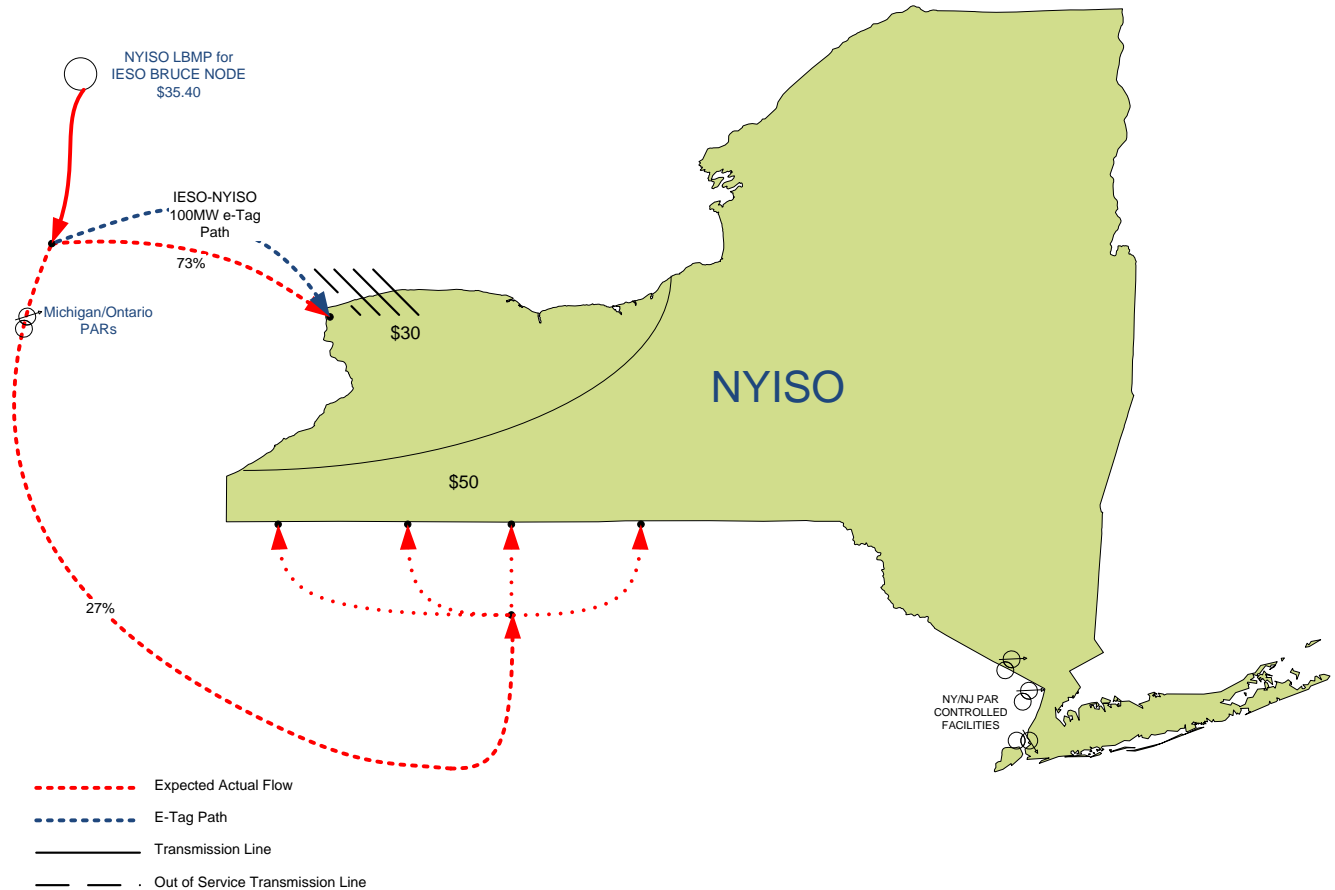 NYISO LBMP for
IESO BRUCE NODE
$35.40
IESO-NYISO
100MW e-Tag
Path
73%
Michigan/Ontario
PARs
$30
NYISO
$50
27%
NY/NJ PAR
CONTROLLED
FACILITIES
Expected Actual Flow
E-Tag Path
Transmission Line
Out of Service Transmission Line